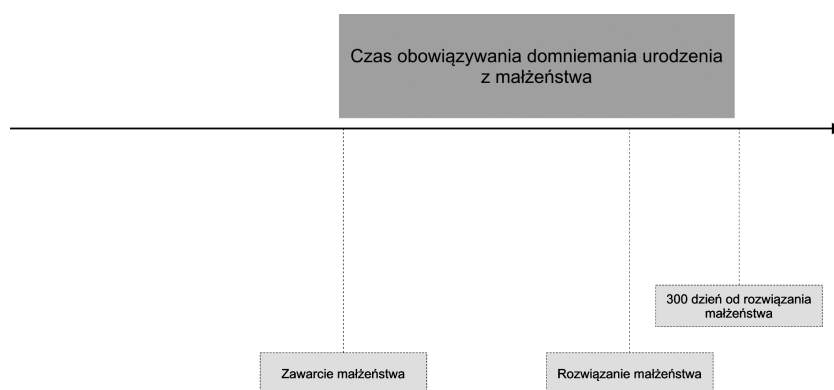 Czas obowiązywania domniemania urodzenia
z małżeństwa
300 dzień od rozwiązania
małżeństwa
Zawarcie małżeństwa
Rozwiązanie małżeństwa